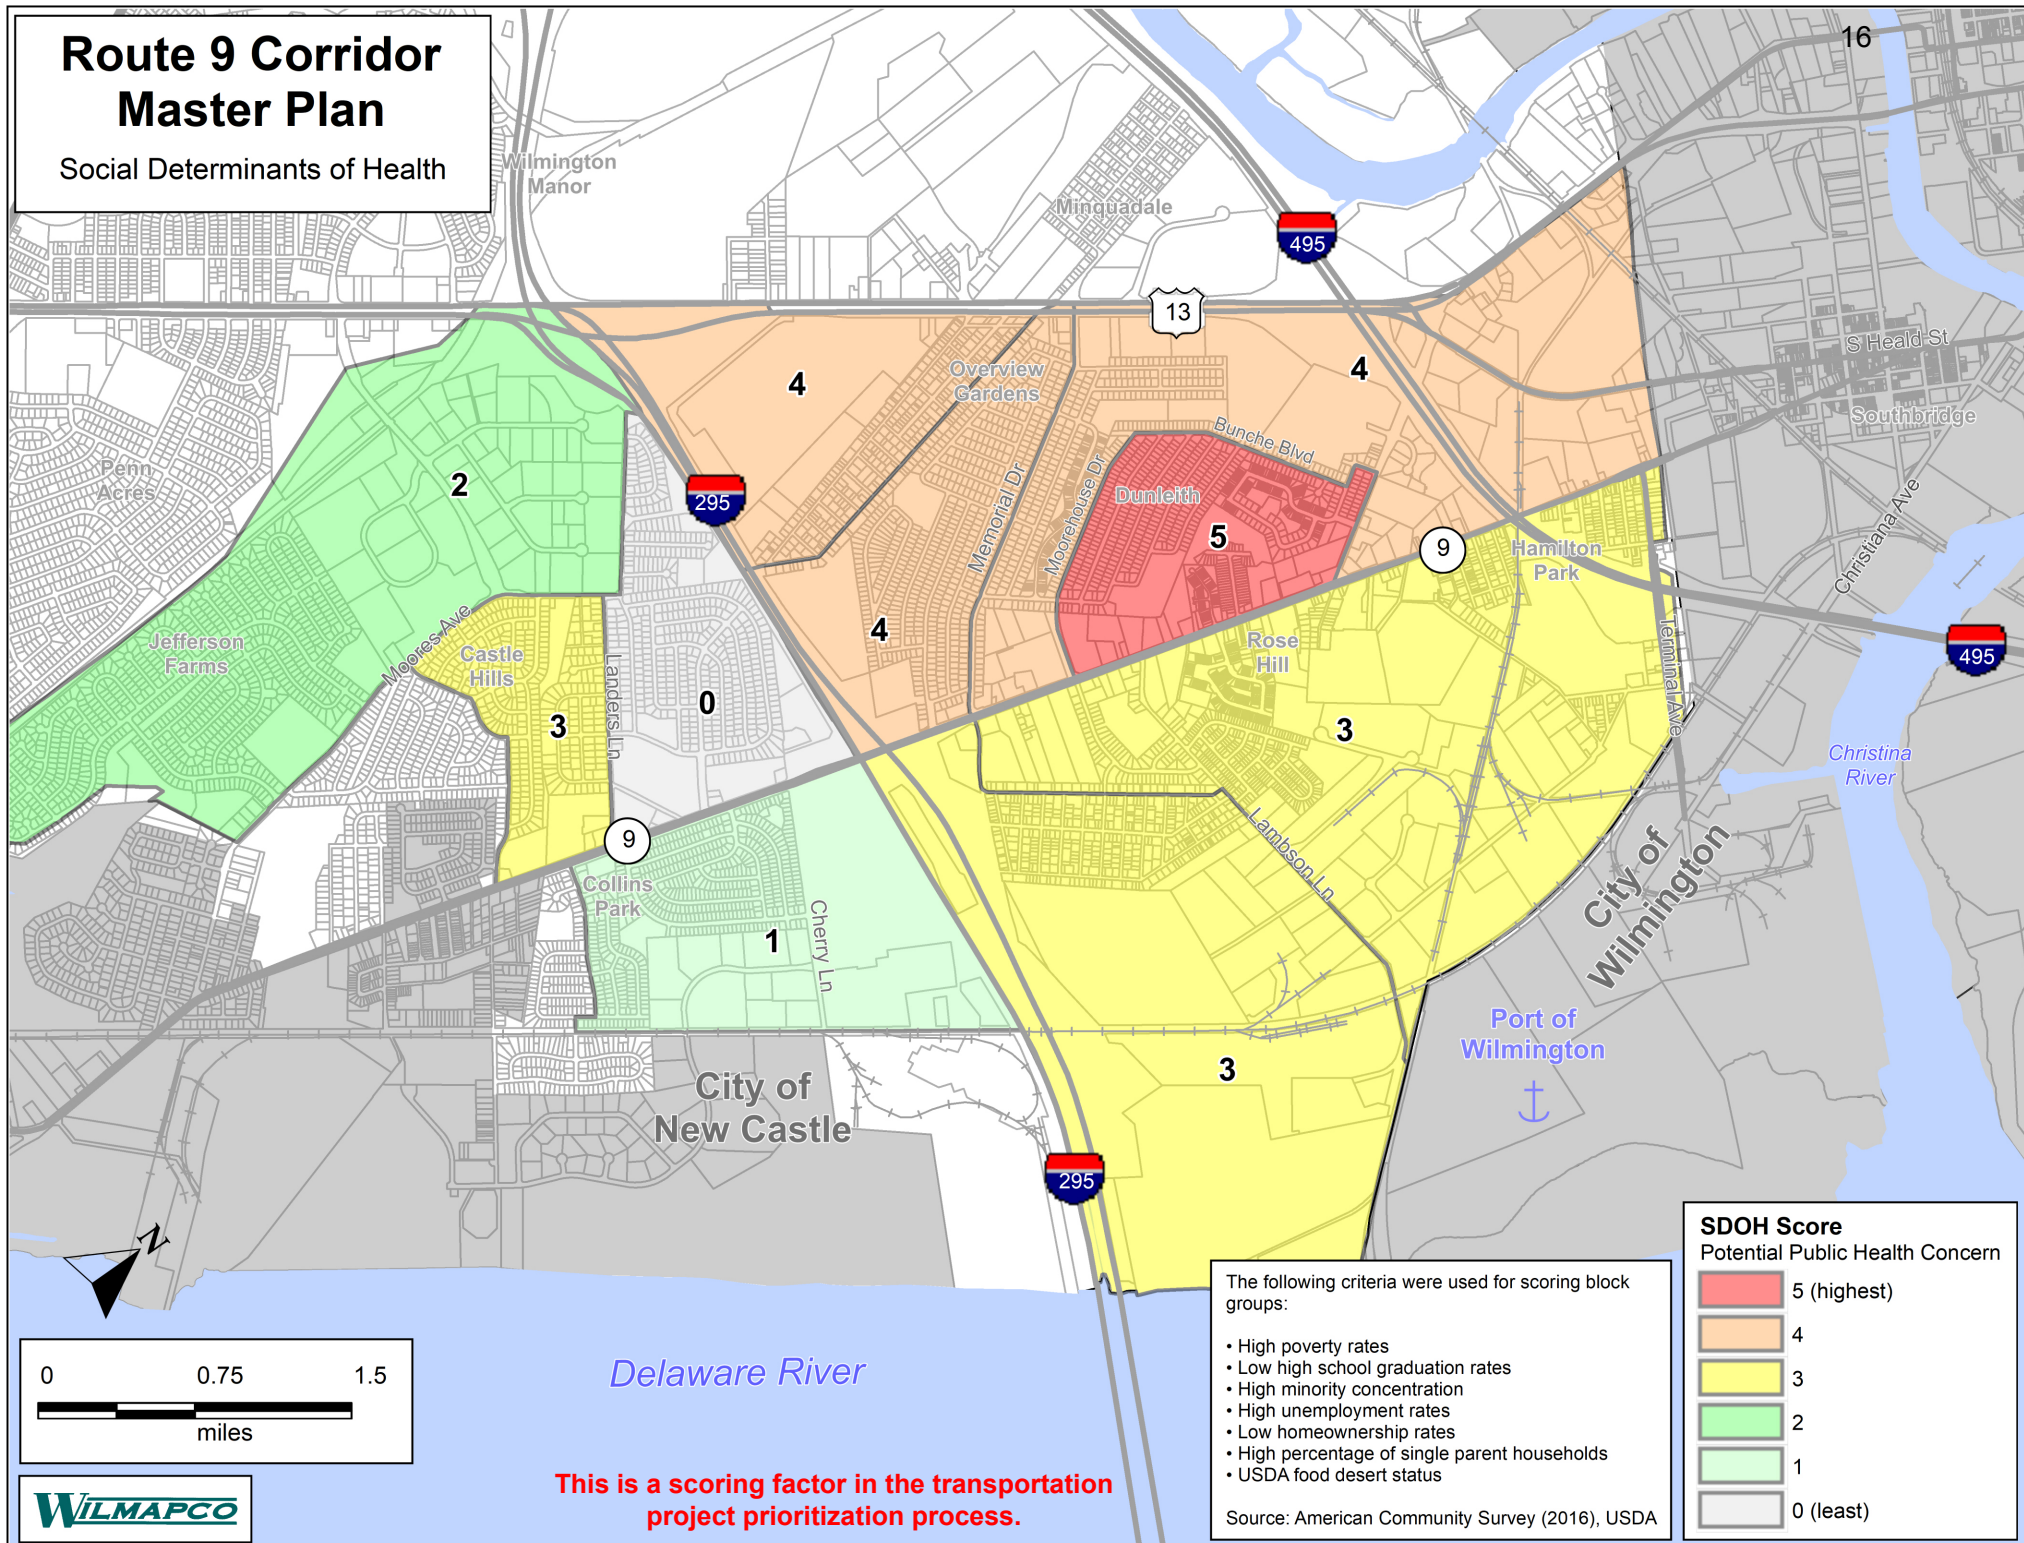 Route 9 Corridor
Master Plan
Social Determinants of Health
16
Wilmington
Manor
Minquadale
495
13
S Heald St
Southbridge
Overview
Gardens
4
4
Bunche Blvd
Penn
Acres
2
295
Memorial Dr
Moorehouse Dr
Dunleith
5
9
Hamilton
Park
Christiana Ave
Jefferson
Farms
Moores Ave
Castle
Hills
Landers Ln
3
0
4
Rose
Hill
3
Terminal Ave
495
Christina
River
9
Collins
Park
Cherry Ln
1
Lambson Ln
City of
Wilmington
Port of
Wilmington
3
City of
New Castle
295
N
Delaware River
0 0.75 1.5
miles
WILMAPCO
This is a scoring factor in the transportation
project prioritization process.
The following criteria were used for scoring block
groups:
• High poverty rates
• Low high school graduation rates
• High minority concentration
• High unemployment rates
• Low homeownership rates
• High percentage of single parent households
• USDA food desert status
Source: American Community Survey (2016), USDA
SDOH Score
Potential Public Health Concern
5 (highest)
4
3
2
1
0 (least)